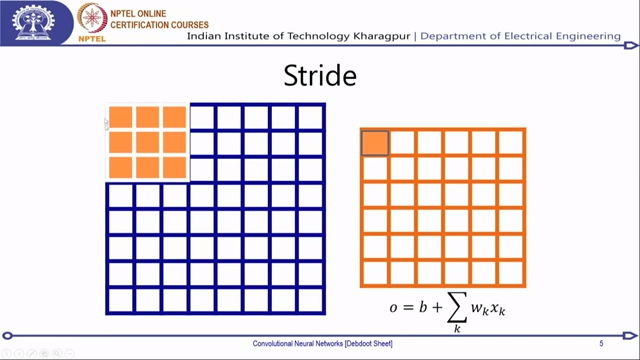 NPTEL ONLINE
CERTIFICATION COURSES
NPTEL
Indian Institute of Technology Kharagpur | Department of Electrical Engineering
Stride
o = b + ∑ w_k x_k
k
Convolutional Neural Networks [Debdoot Sheet]
5